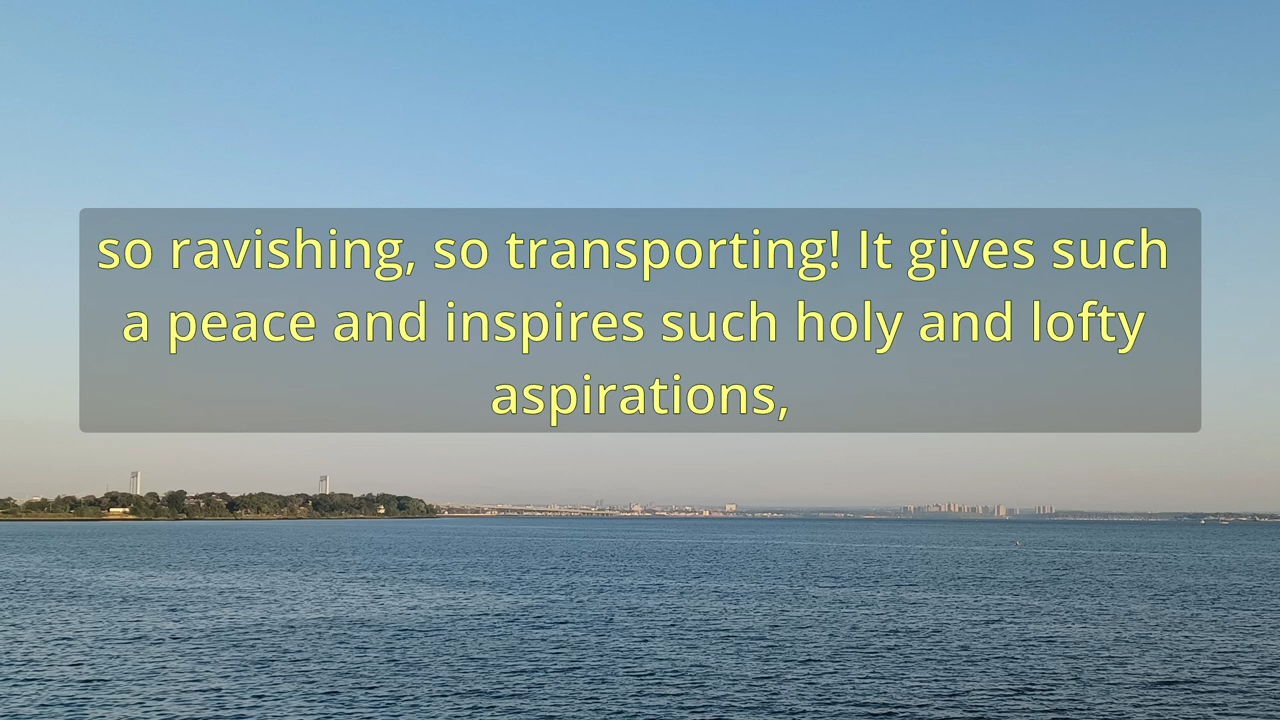 so ravishing, so transporting! It gives such
a peace and inspires such holy and lofty
aspirations,